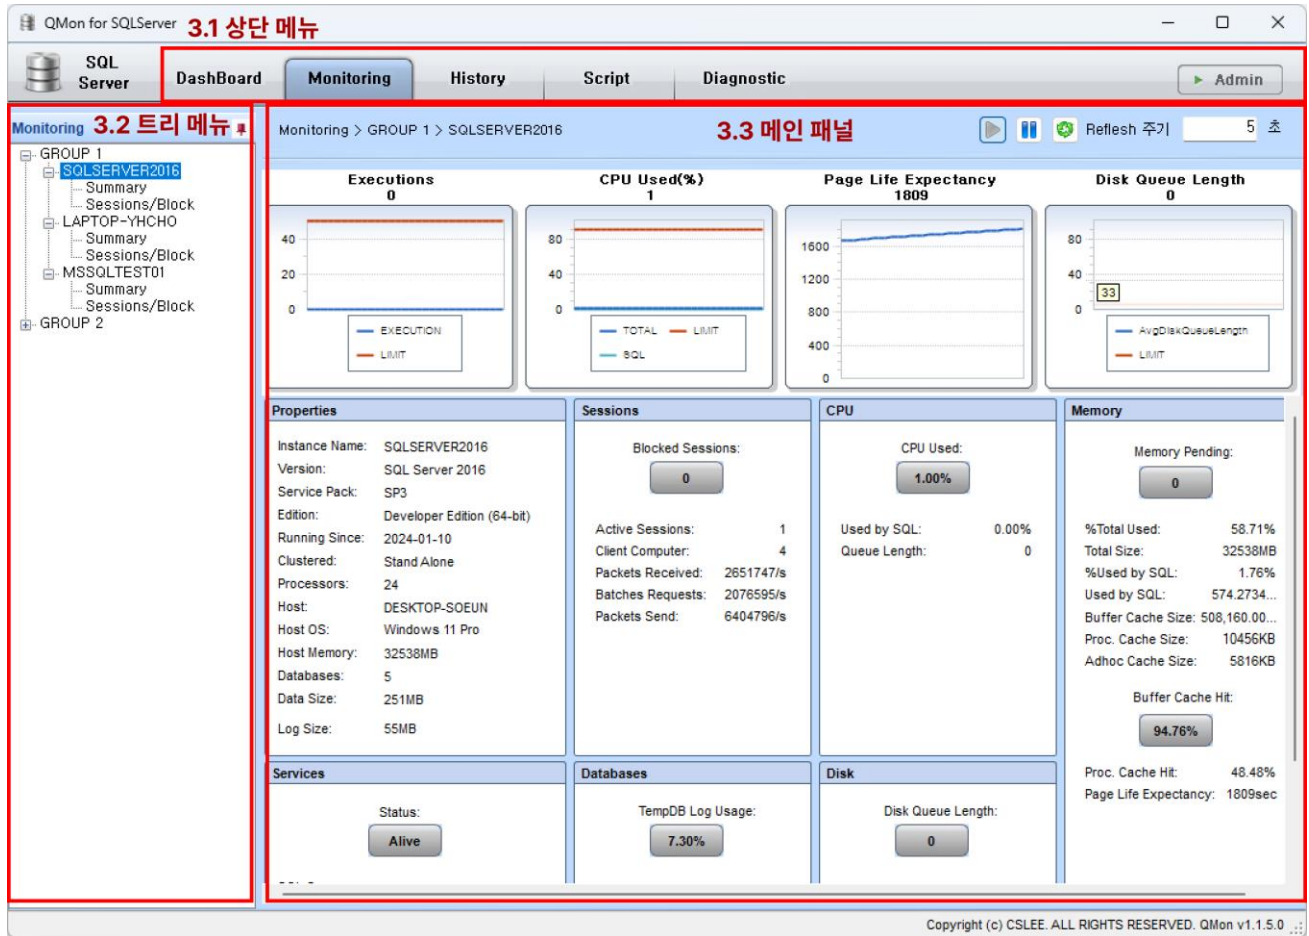 QMon for SQLServer 3.1 상단 메뉴
SQL
Server
DashBoard Monitoring History Script Diagnostic Admin
Monitoring 3.2 트리 메뉴
GROUP 1
SQLSERVER2016
Summary
Sessions/Block
LAPTOP-YHCHO
Summary
Sessions/Block
MSSQLTEST01
Summary
Sessions/Block
GROUP 2
Monitoring > GROUP 1 > SQLSERVER2016 3.3 메인 패널 Reflesh 주기 5 초
Executions
0
40
20
0
EXECUTION
LIMIT
CPU Used(%)
1
80
40
0
TOTAL LIMIT
SQL
Page Life Expectancy
1809
1600
1200
800
400
0
Disk Queue Length
0
80
40
33
0
AvgDiskQueueLength
LIMIT
Properties
Instance Name: SQLSERVER2016
Version: SQL Server 2016
Service Pack: SP3
Edition: Developer Edition (64-bit)
Running Since: 2024-01-10
Clustered: Stand Alone
Processors: 24
Host: DESKTOP-SOEUN
Host OS: Windows 11 Pro
Host Memory: 32538MB
Databases: 5
Data Size: 251MB
Log Size: 55MB
Sessions
Blocked Sessions:
0
Active Sessions: 1
Client Computer: 4
Packets Received: 2651747/s
Batches Requests: 2076595/s
Packets Send: 6404796/s
CPU
CPU Used:
1.00%
Used by SQL: 0.00%
Queue Length: 0
Memory
Memory Pending:
0
%Total Used: 58.71%
Total Size: 32538MB
%Used by SQL: 1.76%
Used by SQL: 574.2734...
Buffer Cache Size: 508,160.00...
Proc. Cache Size: 10456KB
Adhoc Cache Size: 5816KB
Buffer Cache Hit:
94.76%
Proc. Cache Hit: 48.48%
Page Life Expectancy: 1809sec
Services
Status:
Alive
Databases
TempDB Log Usage:
7.30%
Disk
Disk Queue Length:
0
Copyright (c) CSLEE. ALL RIGHTS RESERVED. QMon v1.1.5.0